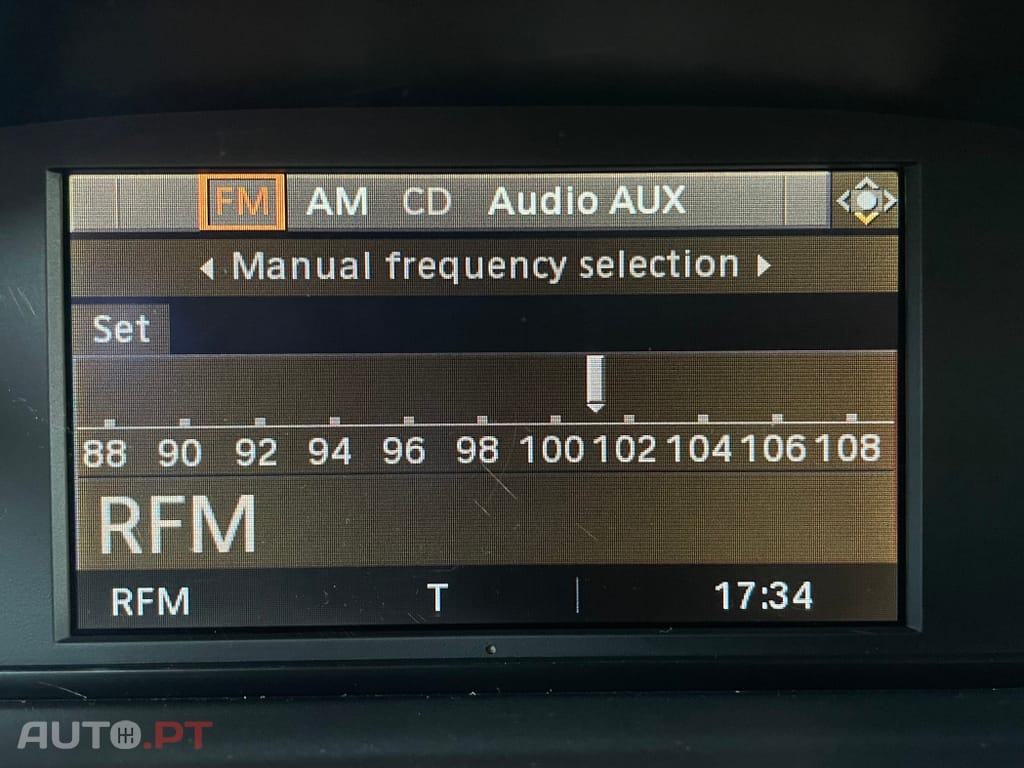 FM AM CD Audio AUX
Manual frequency selection
Set
88 90 92 94 96 98 100 102 104 106 108
RFM
RFM T 17:34
AUTO.PT